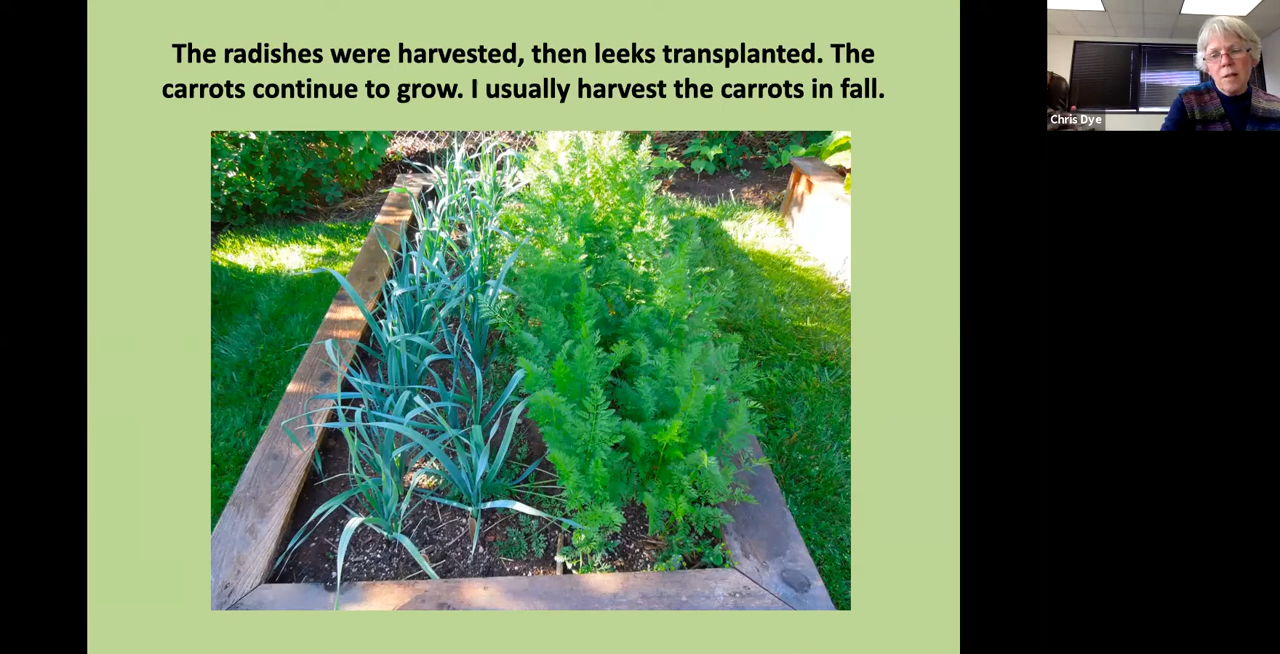 The radishes were harvested, then leeks transplanted. The
carrots continue to grow. I usually harvest the carrots in fall.
Chris Dye